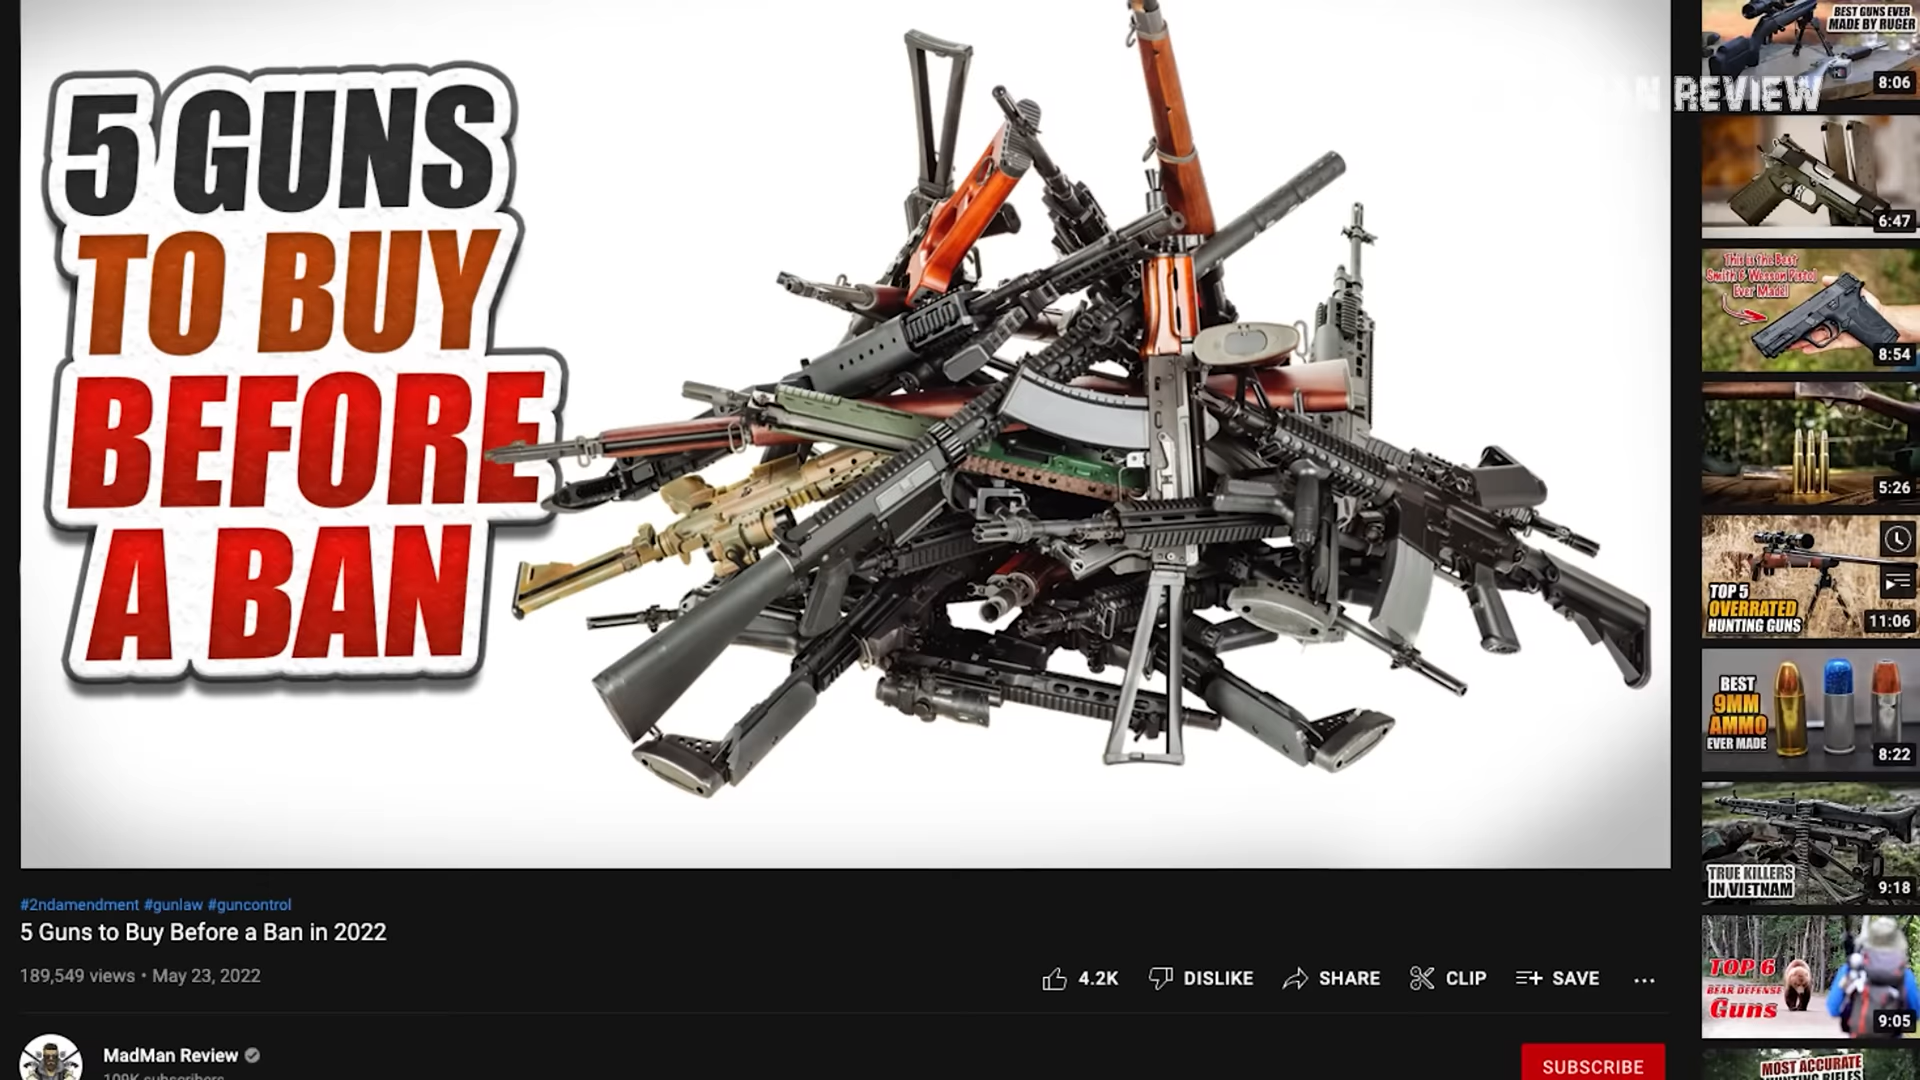 5 GUNS
TO BUY
BEFORE
A BAN
#2ndamendment #gunlaw #guncontrol
5 Guns to Buy Before a Ban in 2022
189,549 views • May 23, 2022
4.2K
DISLIKE
SHARE
CLIP
SAVE
...
MadMan Review
109K subscribers
SUBSCRIBE
REVIEW
BEST GUNS EVER
MADE BY RUGER
8:06
6:47
This is the Best
Smith & Wesson Pistol
Ever Made!
8:54
5:26
TOP 5
OVERRATED
HUNTING GUNS
11:06
BEST
9MM
AMMO
EVER MADE
8:22
TRUE KILLERS
IN VIETNAM
9:18
TOP 6
BEAR DEFENSE
Guns
9:05
MOST ACCURATE
HUNTING RIFLES